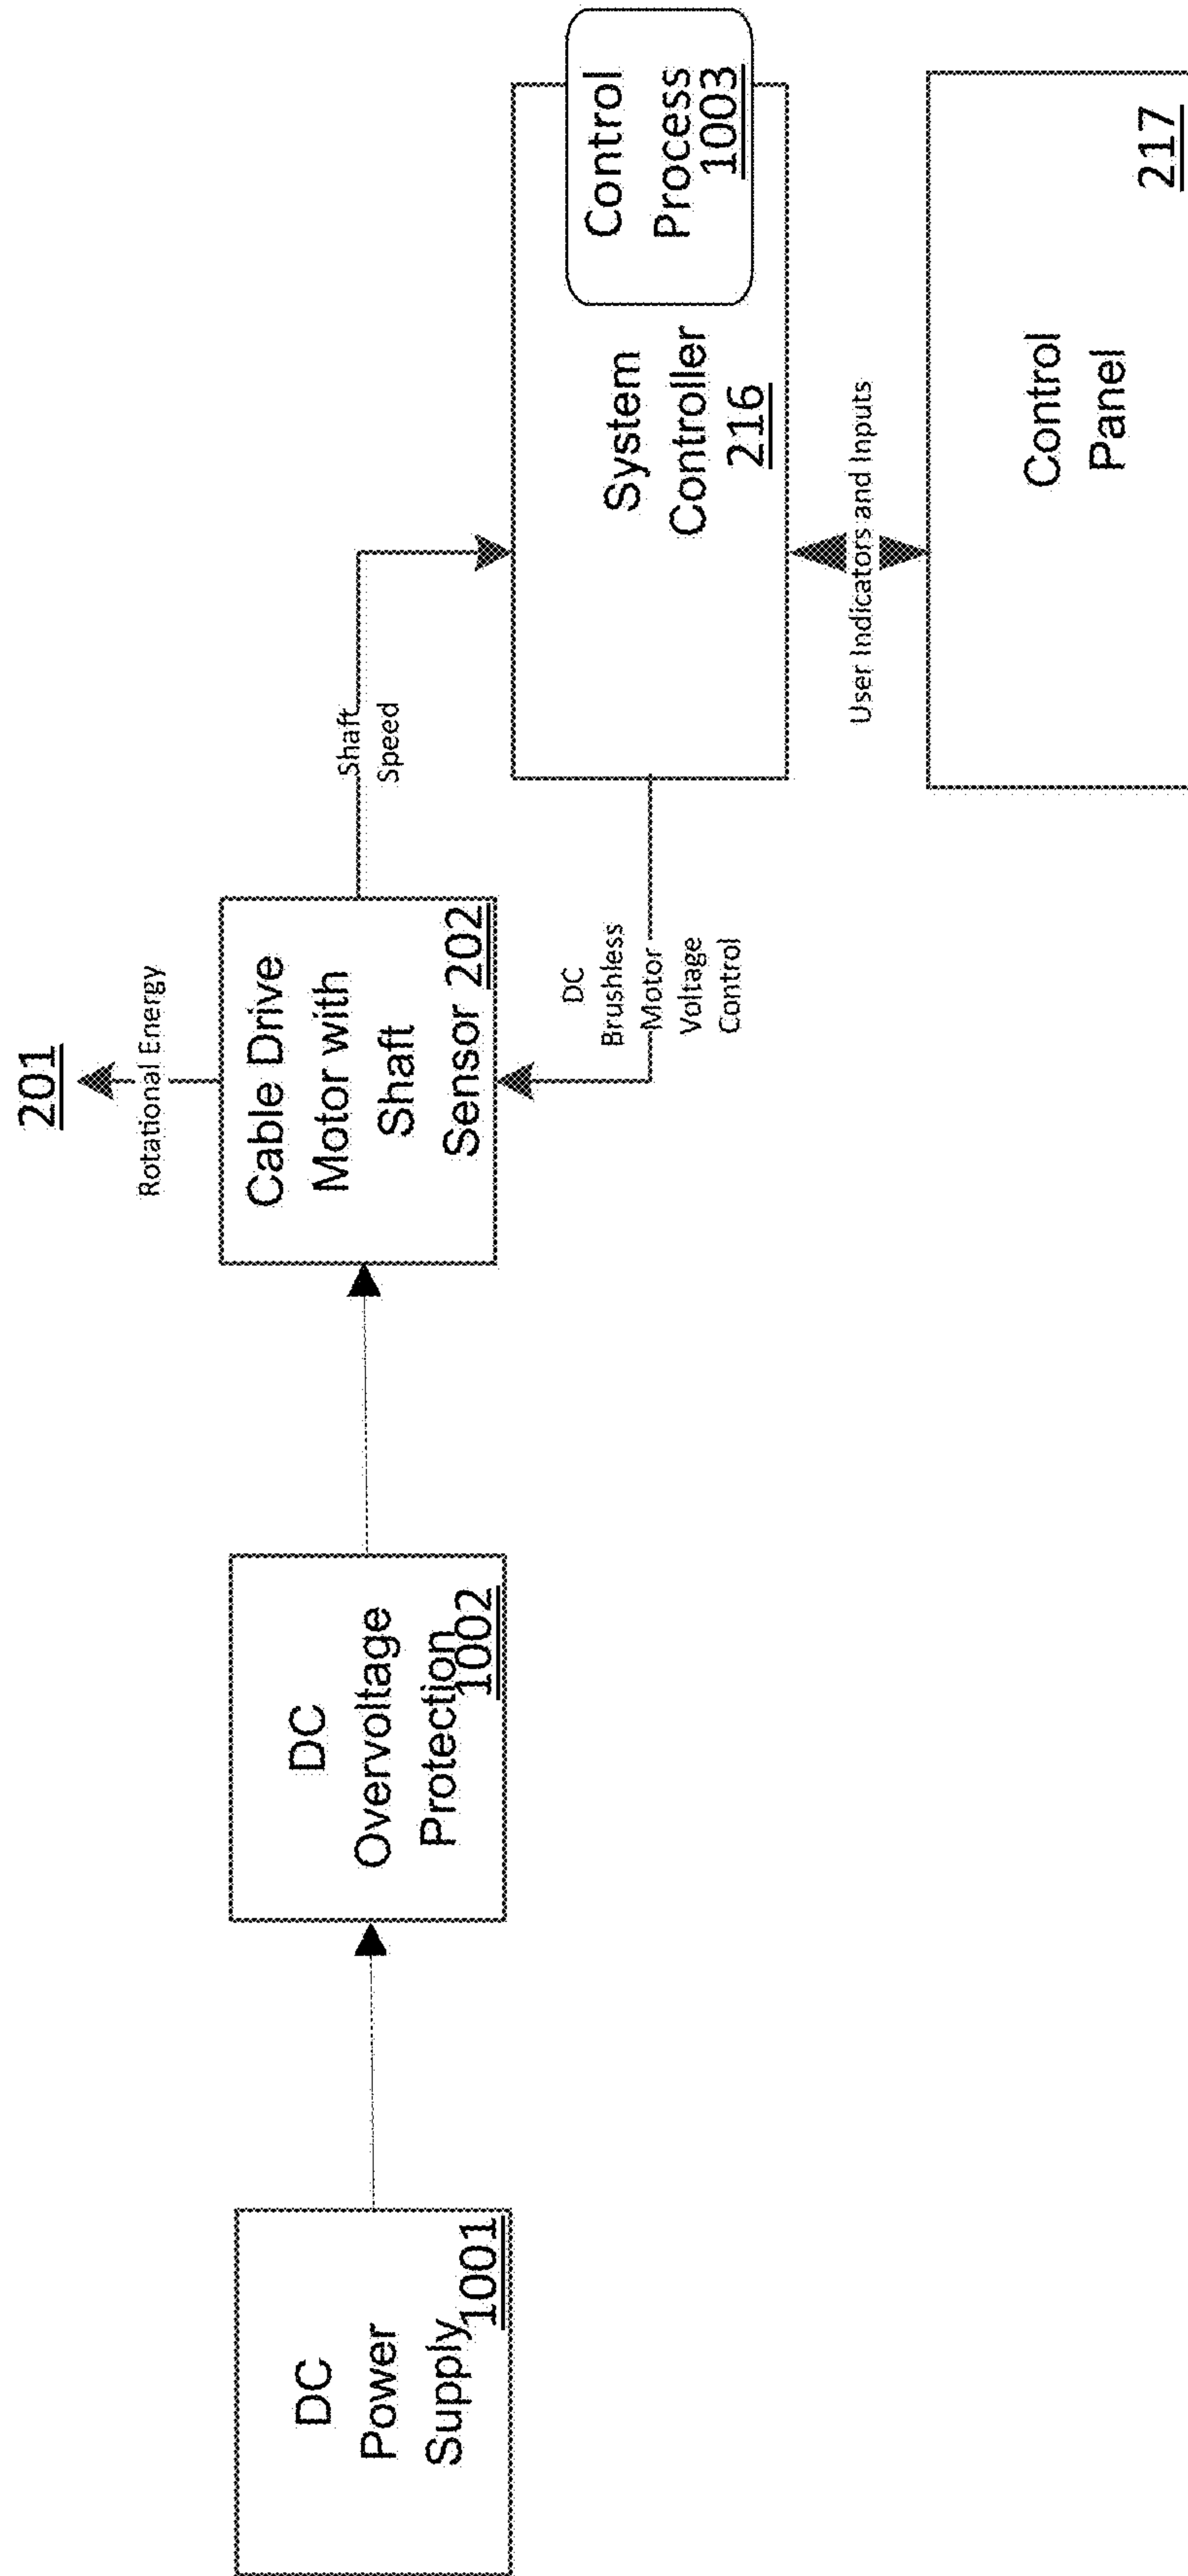 201
Rotational Energy
DC
Power
Supply
1001
DC
Overvoltage
Protection
1002
Cable Drive
Motor with
Shaft
Sensor 202
Shaft
Speed
DC
Brushless
Motor
Voltage
Control
System
Controller
216
Control
Process
1003
User Indicators and Inputs
Control
Panel
217